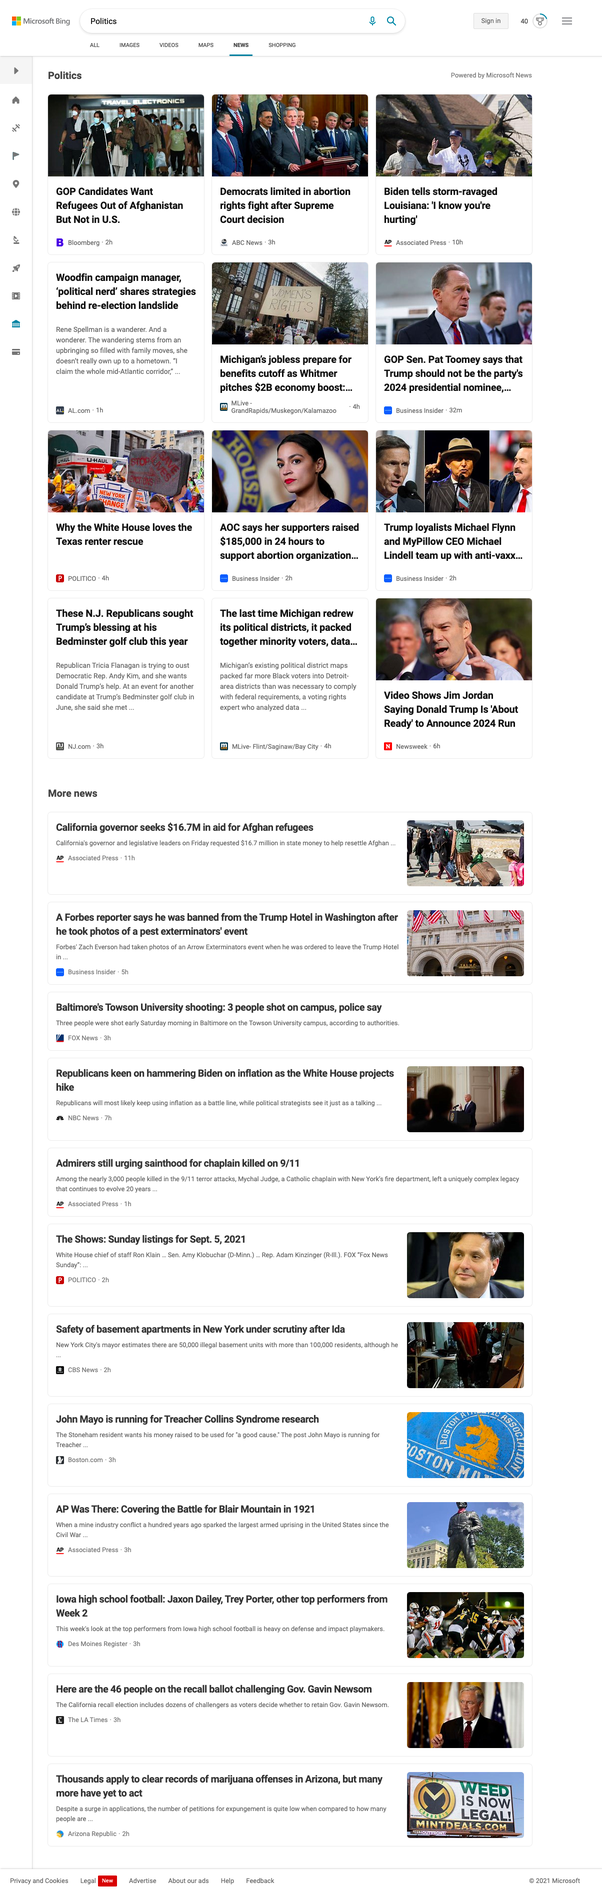 Microsoft Bing
Politics
Sign in
40
ALL
IMAGES
VIDEOS
MAPS
NEWS
SHOPPING
Politics
Powered by Microsoft News
TRAVEL ELECTRONICS
GOP Candidates Want
Refugees Out of Afghanistan
But Not in U.S.
Bloomberg · 2h
Democrats limited in abortion
rights fight after Supreme
Court decision
ABC News · 3h
Biden tells storm-ravaged
Louisiana: 'I know you're
hurting'
AP Associated Press · 10h
Woodfin campaign manager,
'political nerd' shares strategies
behind re-election landslide
Rene Spellman is a wanderer. And a
wonderer. The wandering stems from an
upbringing so filled with family moves, she
doesn't really own up to a hometown. "I
claim the whole mid-Atlantic corridor," ...
AL.com · 1h
WOMEN'S
RIGHTS
Michigan's jobless prepare for
benefits cutoff as Whitmer
pitches $2B economy boost:...
MLive -
GrandRapids/Muskegon/Kalamazoo · 4h
GOP Sen. Pat Toomey says that
Trump should not be the party's
2024 presidential nominee,...
Business Insider · 32m
U-HAUL
NEW YORK
CHANGE
Why the White House loves the
Texas renter rescue
POLITICO · 4h
HOUSE
AOC says her supporters raised
$185,000 in 24 hours to
support abortion organization...
Business Insider · 2h
Trump loyalists Michael Flynn
and MyPillow CEO Michael
Lindell team up with anti-vaxx...
Business Insider · 2h
These N.J. Republicans sought
Trump's blessing at his
Bedminster golf club this year
Republican Tricia Flanagan is trying to oust
Democratic Rep. Andy Kim, and she wants
Donald Trump's help. At an event for another
candidate at Trump's Bedminster golf club in
June, she said she met ...
NJ.com · 3h
The last time Michigan redrew
its political districts, it packed
together minority voters, data...
Michigan's existing political district maps
packed far more Black voters into Detroit-
area districts than was necessary to comply
with federal requirements, a voting rights
expert who analyzed data ...
MLive- Flint/Saginaw/Bay City · 4h
Video Shows Jim Jordan
Saying Donald Trump Is 'About
Ready' to Announce 2024 Run
Newsweek · 6h
More news
California governor seeks $16.7M in aid for Afghan refugees
California's governor and legislative leaders on Friday requested $16.7 million in state money to help resettle Afghan ...
AP Associated Press · 11h
A Forbes reporter says he was banned from the Trump Hotel in Washington after
he took photos of a pest exterminators' event
Forbes' Zach Everson had taken photos of an Arrow Exterminators event when he was ordered to leave the Trump Hotel
in ...
Business Insider · 5h
Baltimore's Towson University shooting: 3 people shot on campus, police say
Three people were shot early Saturday morning in Baltimore on the Towson University campus, according to authorities.
FOX News · 3h
Republicans keen on hammering Biden on inflation as the White House projects
hike
Republicans will most likely keep using inflation as a battle line, while political strategists see it just as a talking ...
NBC News · 7h
Admirers still urging sainthood for chaplain killed on 9/11
Among the nearly 3,000 people killed in the 9/11 terror attacks, Mychal Judge, a Catholic chaplain with New York's fire department, left a uniquely complex legacy
that continues to evolve 20 years ...
AP Associated Press · 1h
The Shows: Sunday listings for Sept. 5, 2021
White House chief of staff Ron Klain ... Sen. Amy Klobuchar (D-Minn.) ... Rep. Adam Kinzinger (R-Ill.). FOX "Fox News
Sunday": ...
POLITICO · 2h
Safety of basement apartments in New York under scrutiny after Ida
New York City's mayor estimates there are 50,000 illegal basement units with more than 100,000 residents, although he
...
CBS News · 2h
John Mayo is running for Treacher Collins Syndrome research
The Stoneham resident wants his money raised to be used for "a good cause." The post John Mayo is running for
Treacher ...
Boston.com · 3h
AP Was There: Covering the Battle for Blair Mountain in 1921
When a mine industry conflict a hundred years ago sparked the largest armed uprising in the United States since the
Civil War ...
AP Associated Press · 3h
Iowa high school football: Jaxon Dailey, Trey Porter, other top performers from
Week 2
This week's look at the top performers from Iowa high school football is heavy on defense and impact playmakers.
Des Moines Register · 3h
Here are the 46 people on the recall ballot challenging Gov. Gavin Newsom
The California recall election includes dozens of challengers as voters decide whether to retain Gov. Gavin Newsom.
The LA Times · 3h
Thousands apply to clear records of marijuana offenses in Arizona, but many
more have yet to act
Despite a surge in applications, the number of petitions for expungement is quite low when compared to how many
people are ...
Arizona Republic · 2h
WEED
IS NOW
LEGAL!
MINTDEALS.COM
Privacy and Cookies
Legal New
Advertise
About our ads
Help
Feedback
© 2021 Microsoft